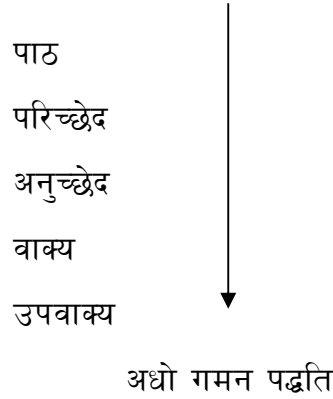 पाठ
परिच्छेद
अनुच्छेद
वाक्य
उपवाक्य
अधो गमन पद्धति